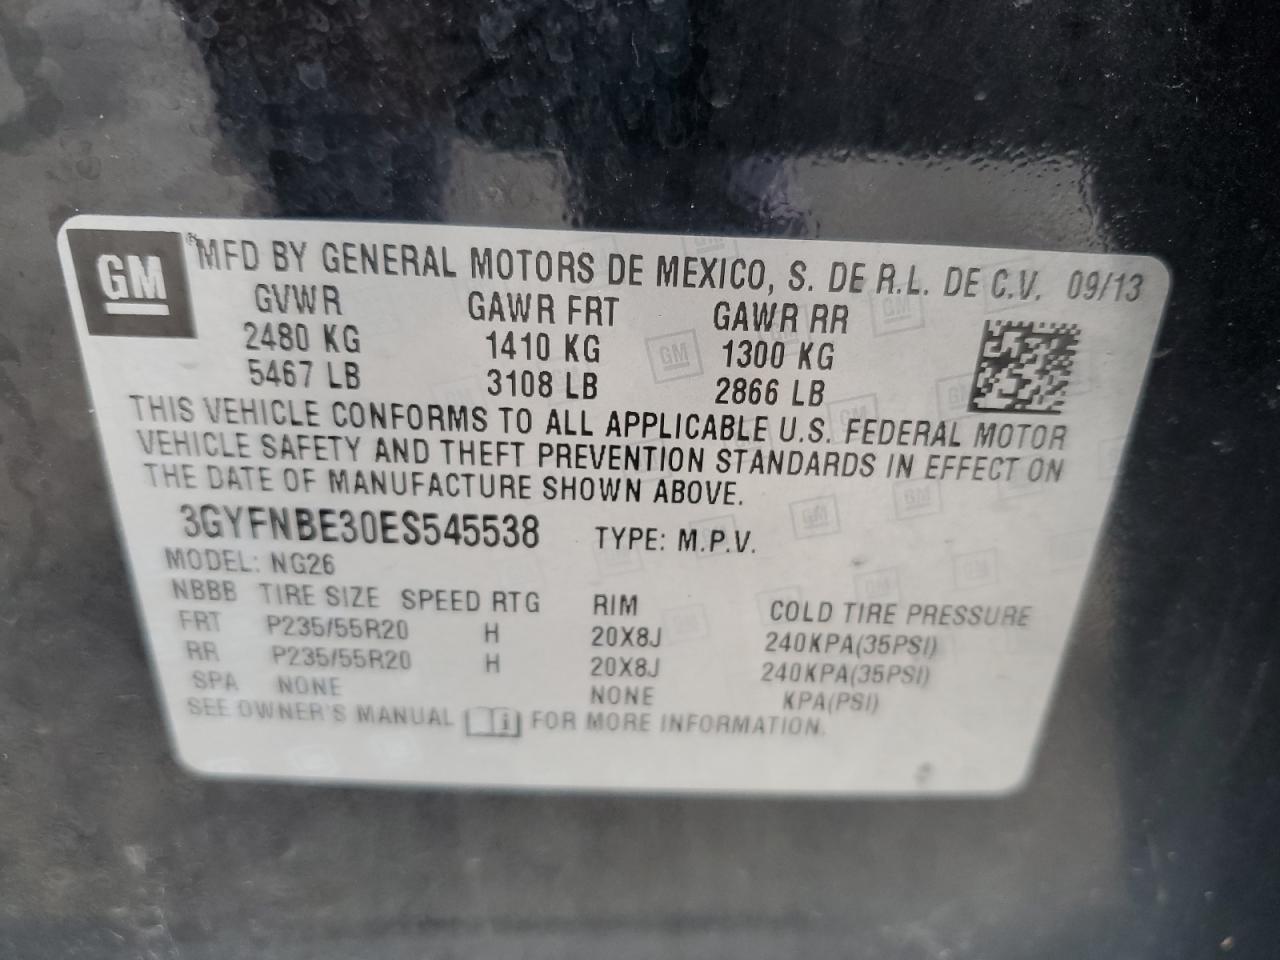 GM
MFD BY GENERAL MOTORS DE MEXICO, S. DE R.L. DE C.V. 09/13
GVWR GAWR FRT GAWR RR
2480 KG 1410 KG 1300 KG
5467 LB 3108 LB 2866 LB
THIS VEHICLE CONFORMS TO ALL APPLICABLE U.S. FEDERAL MOTOR
VEHICLE SAFETY AND THEFT PREVENTION STANDARDS IN EFFECT ON
THE DATE OF MANUFACTURE SHOWN ABOVE.
3GYFNBE30ES545538 TYPE: M.P.V.
MODEL: NG26
NBBB TIRE SIZE SPEED RTG RIM COLD TIRE PRESSURE
FRT P235/55R20 H 20X8J 240KPA(35PSI)
RR P235/55R20 H 20X8J 240KPA(35PSI)
SPA NONE NONE KPA(PSI)
SEE OWNER'S MANUAL FOR MORE INFORMATION.